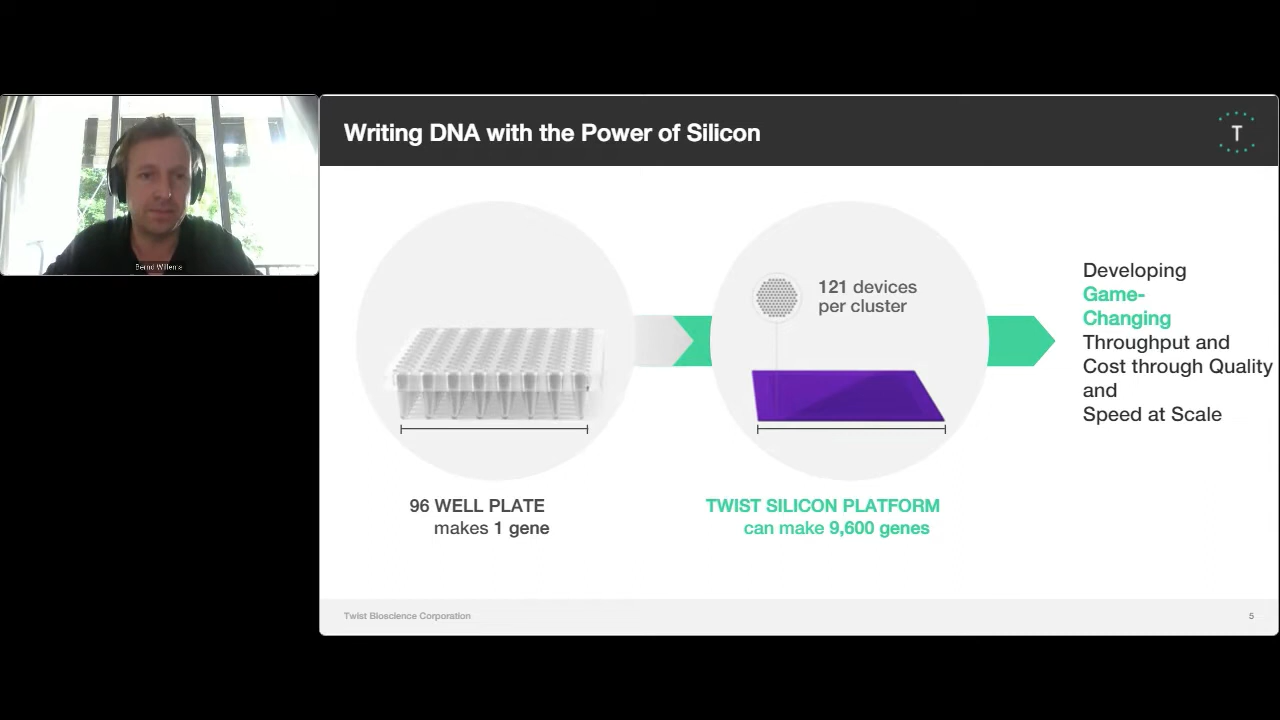 Bernd Willems
Writing DNA with the Power of Silicon
T
121 devices
per cluster
Developing
Game-
Changing
Throughput and
Cost through Quality
and
Speed at Scale
96 WELL PLATE
makes 1 gene
TWIST SILICON PLATFORM
can make 9,600 genes
Twist Bioscience Corporation
5